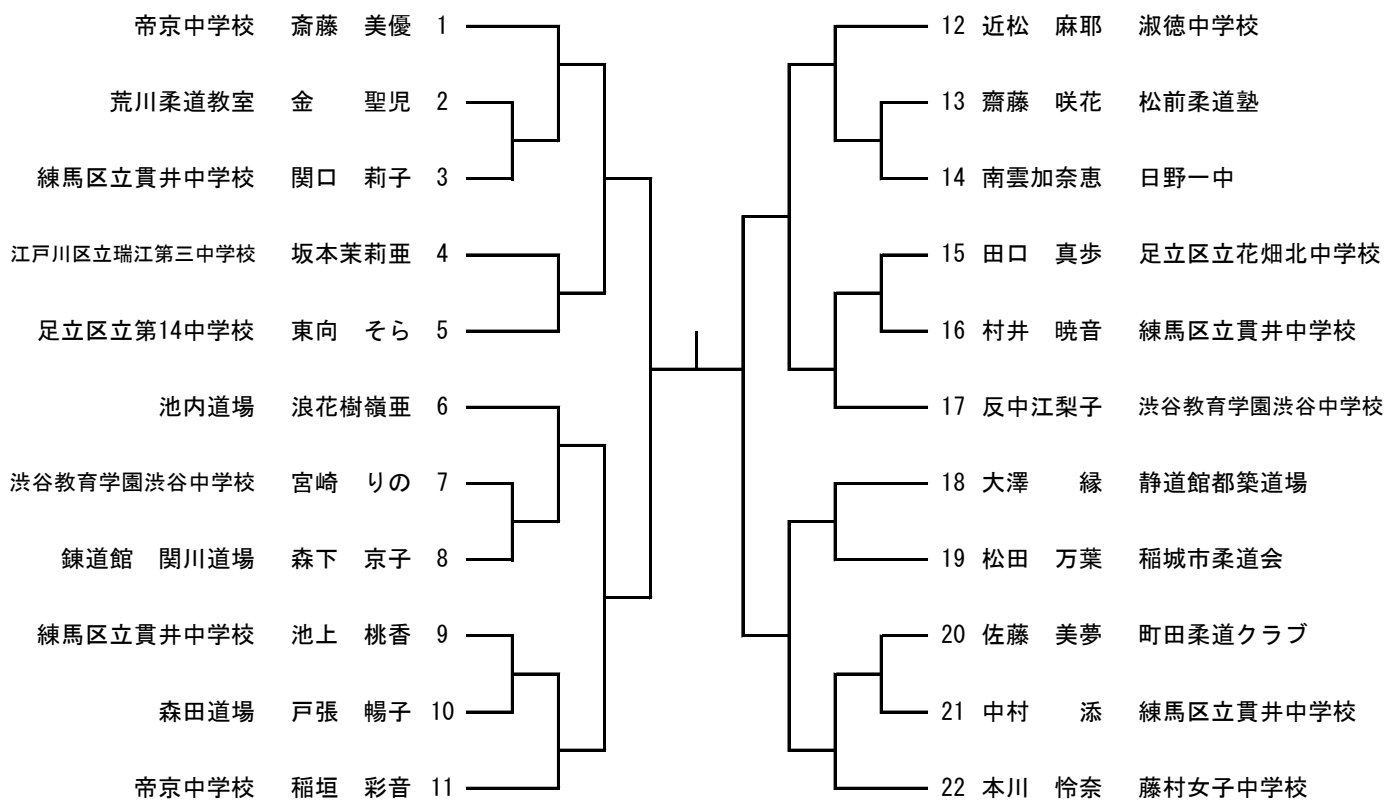 帝京中学校 斎藤 美優 1
荒川柔道教室 金 聖児 2
練馬区立貫井中学校 関口 莉子 3
江戸川区立瑞江第三中学校 坂本茉莉亜 4
足立区立第14中学校 東向 そら 5
池内道場 浪花樹嶺亜 6
渋谷教育学園渋谷中学校 宮崎 りの 7
錬道館 関川道場 森下 京子 8
練馬区立貫井中学校 池上 桃香 9
森田道場 戸張 暢子 10
帝京中学校 稲垣 彩音 11
12 近松 麻耶 淑徳中学校
13 齋藤 咲花 松前柔道塾
14 南雲加奈恵 日野一中
15 田口 真歩 足立区立花畑北中学校
16 村井 暁音 練馬区立貫井中学校
17 反中江梨子 渋谷教育学園渋谷中学校
18 大澤 縁 静道館都築道場
19 松田 万葉 稲城市柔道会
20 佐藤 美夢 町田柔道クラブ
21 中村 添 練馬区立貫井中学校
22 本川 怜奈 藤村女子中学校